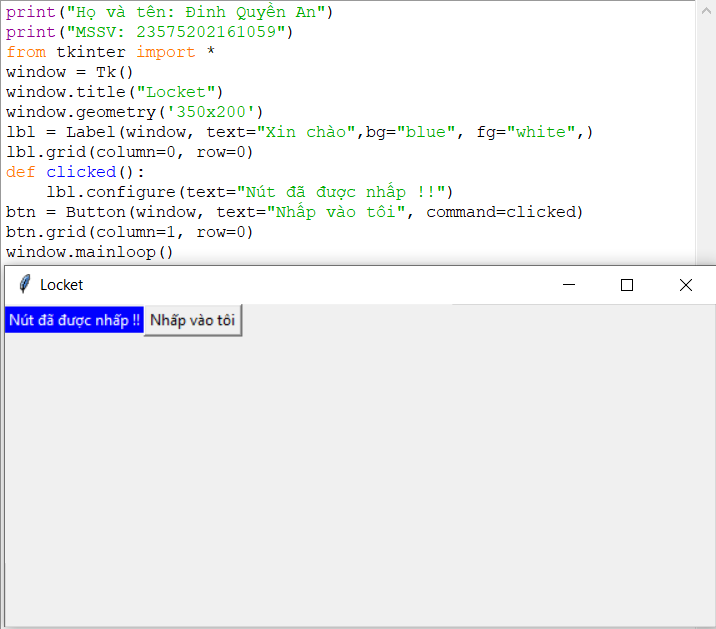 print("Họ và tên: Đinh Quyền An")
print("MSSV: 23575202161059")
from tkinter import *
window = Tk()
window.title("Locket")
window.geometry('350x200')
lbl = Label(window, text="Xin chào",bg="blue", fg="white",)
lbl.grid(column=0, row=0)
def clicked():
    lbl.configure(text="Nút đã được nhấp !!")
btn = Button(window, text="Nhấp vào tôi", command=clicked)
btn.grid(column=1, row=0)
window.mainloop()
Locket
Nút đã được nhấp !! Nhấp vào tôi